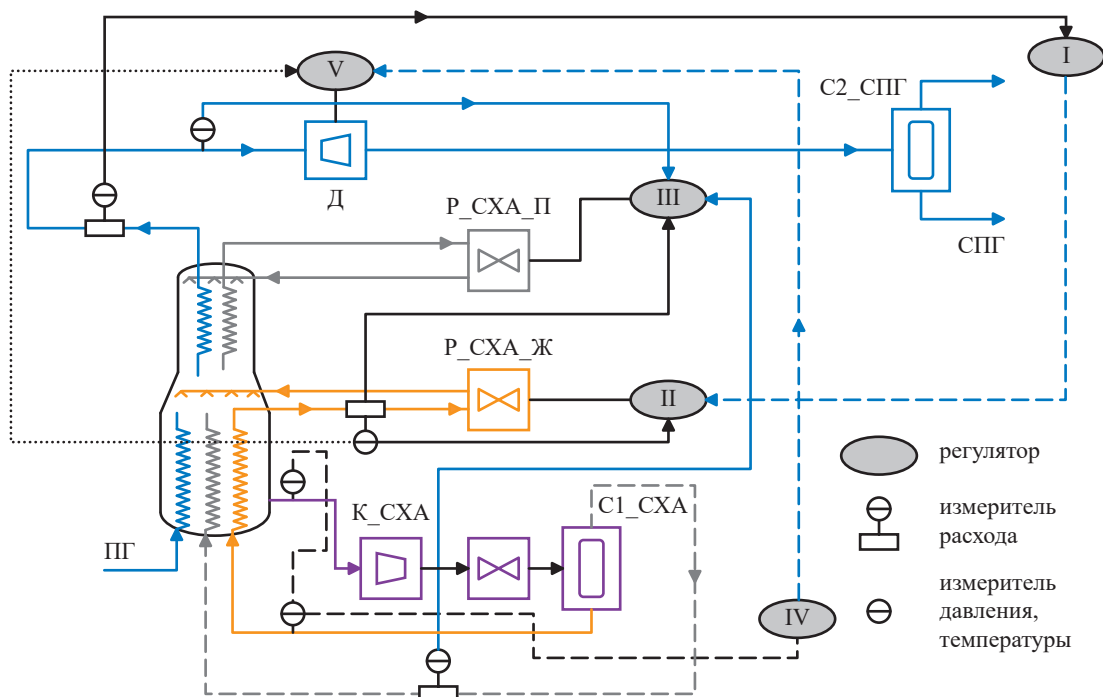 I
V
С2_СПГ
Д
III
Р_СХА_П
СПГ
Р_СХА_Ж
II
регулятор
К_СХА
С1_СХА
измеритель
расхода
ПГ
IV
измеритель
давления,
температуры